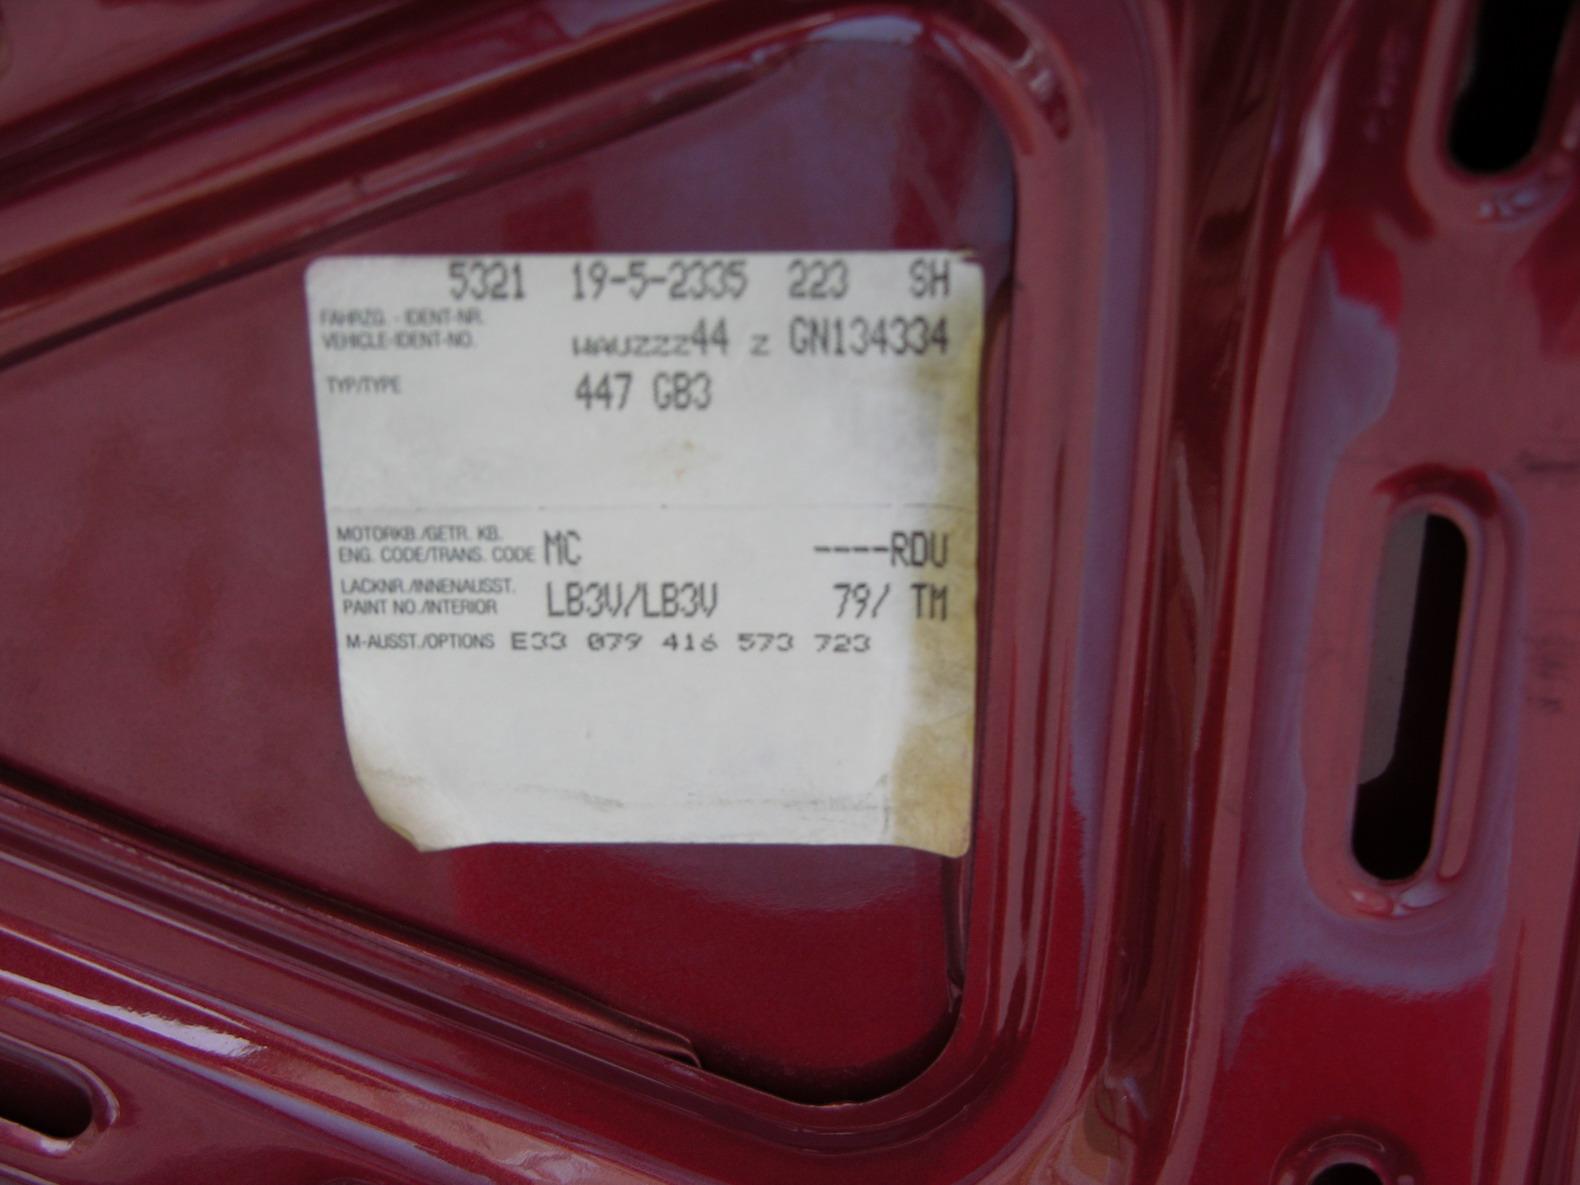 5321 19-5-2335 223 SH
FAHRZG. - IDENT-NR.
VEHICLE-IDENT-NO. WAUZZZ44 Z GN134334
TYP/TYPE 447 GB3
MOTORKB./GETR. KB.
ENG. CODE/TRANS. CODE MC ----RDU
LACKNR./INNENAUSST.
PAINT NO./INTERIOR LB3V/LB3V 79/ TM
M-AUSST./OPTIONS E33 079 416 573 723